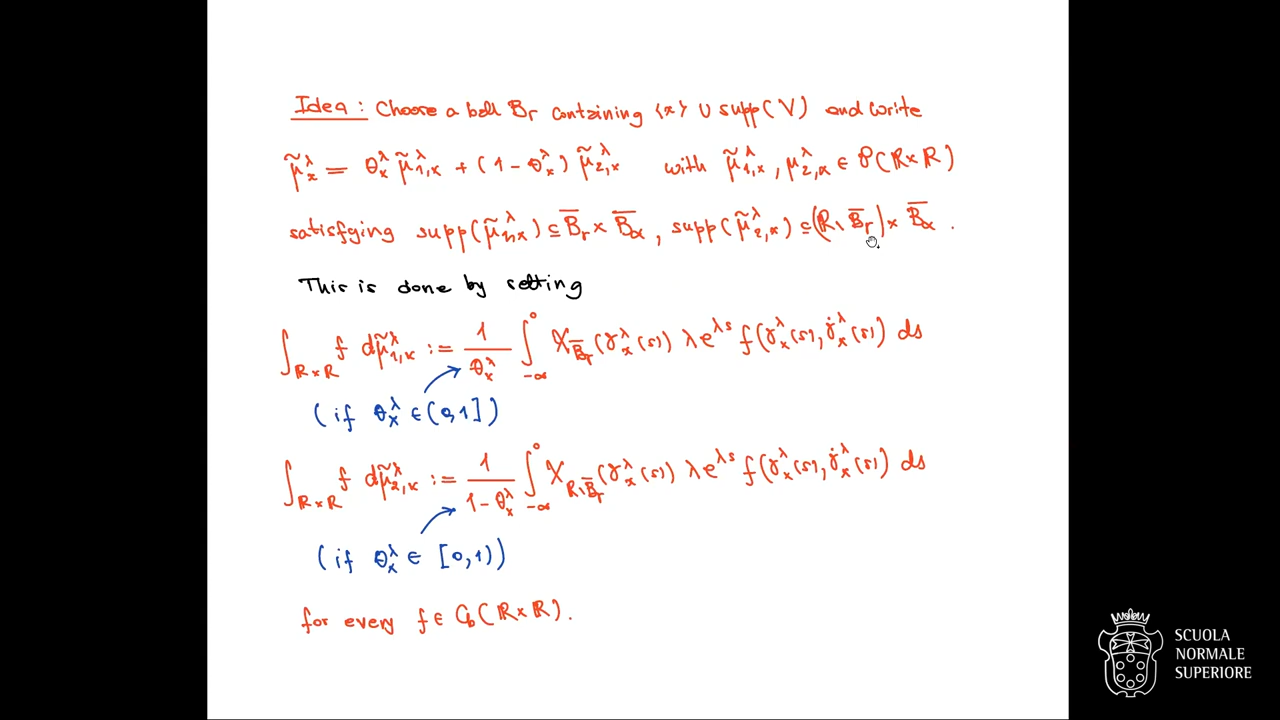 Idea: Choose a ball B_r containing {x} ∪ supp(V) and write
μ̃_x^λ = θ_x^λ μ̃_{1,x}^λ + (1 - θ_x^λ) μ̃_{2,x}^λ with μ̃_{1,x}^λ, μ_{2,x}^λ ∈ P(R×R)
satisfying supp(μ̃_{1,x}^λ) ⊆ B̅_r × B̅_α, supp(μ̃_{2,x}^λ) ⊆ (R \ B̅_r) × B̅_α.
This is done by setting
∫_{R×R} f dμ̃_{1,x}^λ := 1/θ_x^λ ∫_{-∞}^0 χ_{B̅_r}(γ_x^λ(s)) λe^{λs} f(γ_x^λ(s), γ̇_x^λ(s)) ds
(if θ_x^λ ∈ (0,1])
∫_{R×R} f dμ̃_{2,x}^λ := 1/(1-θ_x^λ) ∫_{-∞}^0 χ_{R\B̅_r}(γ_x^λ(s)) λe^{λs} f(γ_x^λ(s), γ̇_x^λ(s)) ds
(if θ_x^λ ∈ [0,1))
for every f ∈ C_b(R×R).
SCUOLA
NORMALE
SUPERIORE